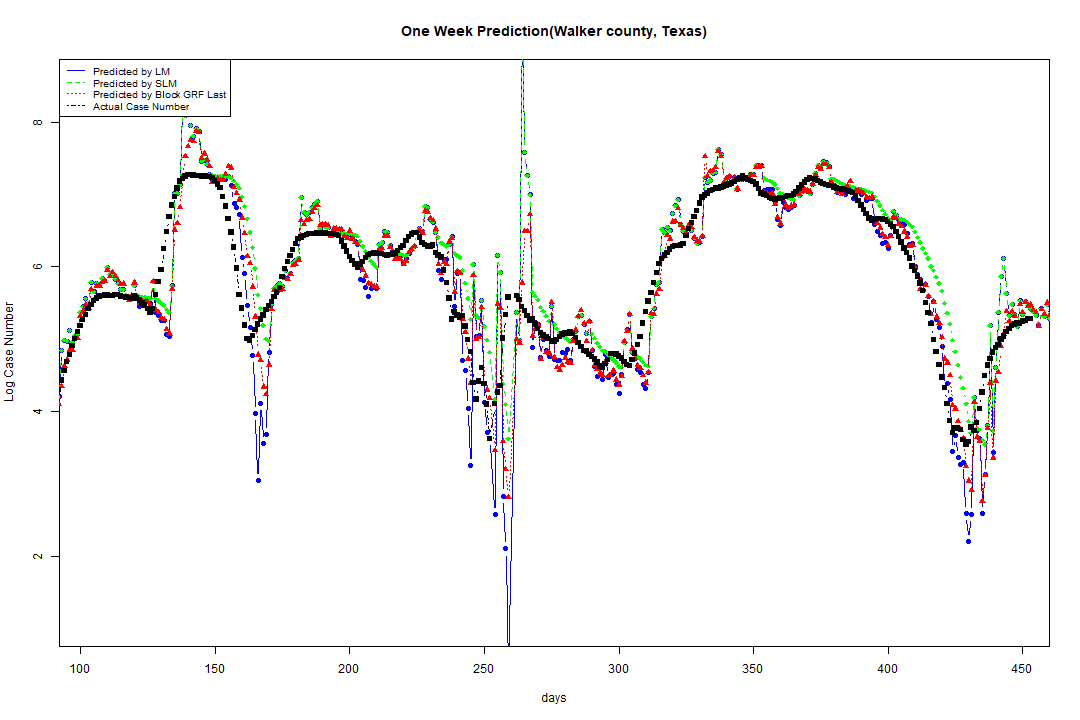 One Week Prediction(Walker county, Texas)
Predicted by LM
Predicted by SLM
Predicted by Block GRF Last
Actual Case Number
8
6
4
2
Log Case Number
100 150 200 250 300 350 400 450
days